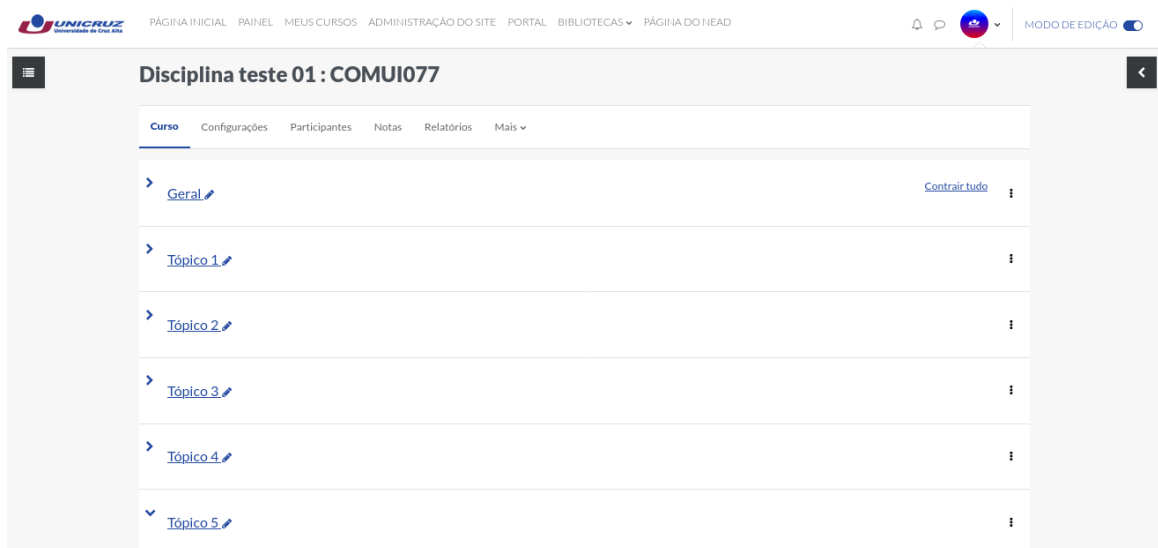 UNICRUZ
Universidade de Cruz Alta
PÁGINA INICIAL PAINEL MEUS CURSOS ADMINISTRAÇÃO DO SITE PORTAL BIBLIOTECAS PÁGINA DO NEAD
MODO DE EDIÇÃO
Disciplina teste 01 : COMUI077
Curso Configurações Participantes Notas Relatórios Mais
Geral
Contrair tudo
Tópico 1
Tópico 2
Tópico 3
Tópico 4
Tópico 5